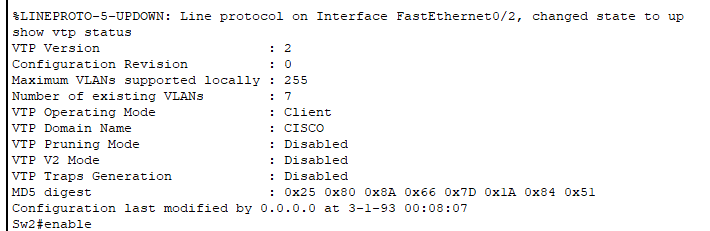 %LINEPROTO-5-UPDOWN: Line protocol on Interface FastEthernet0/2, changed state to up
show vtp status
VTP Version                     : 2
Configuration Revision          : 0
Maximum VLANs supported locally : 255
Number of existing VLANs        : 7
VTP Operating Mode              : Client
VTP Domain Name                 : CISCO
VTP Pruning Mode                : Disabled
VTP V2 Mode                     : Disabled
VTP Traps Generation            : Disabled
MD5 digest                      : 0x25 0x80 0x8A 0x66 0x7D 0x1A 0x84 0x51
Configuration last modified by 0.0.0.0 at 3-1-93 00:08:07
Sw2#enable